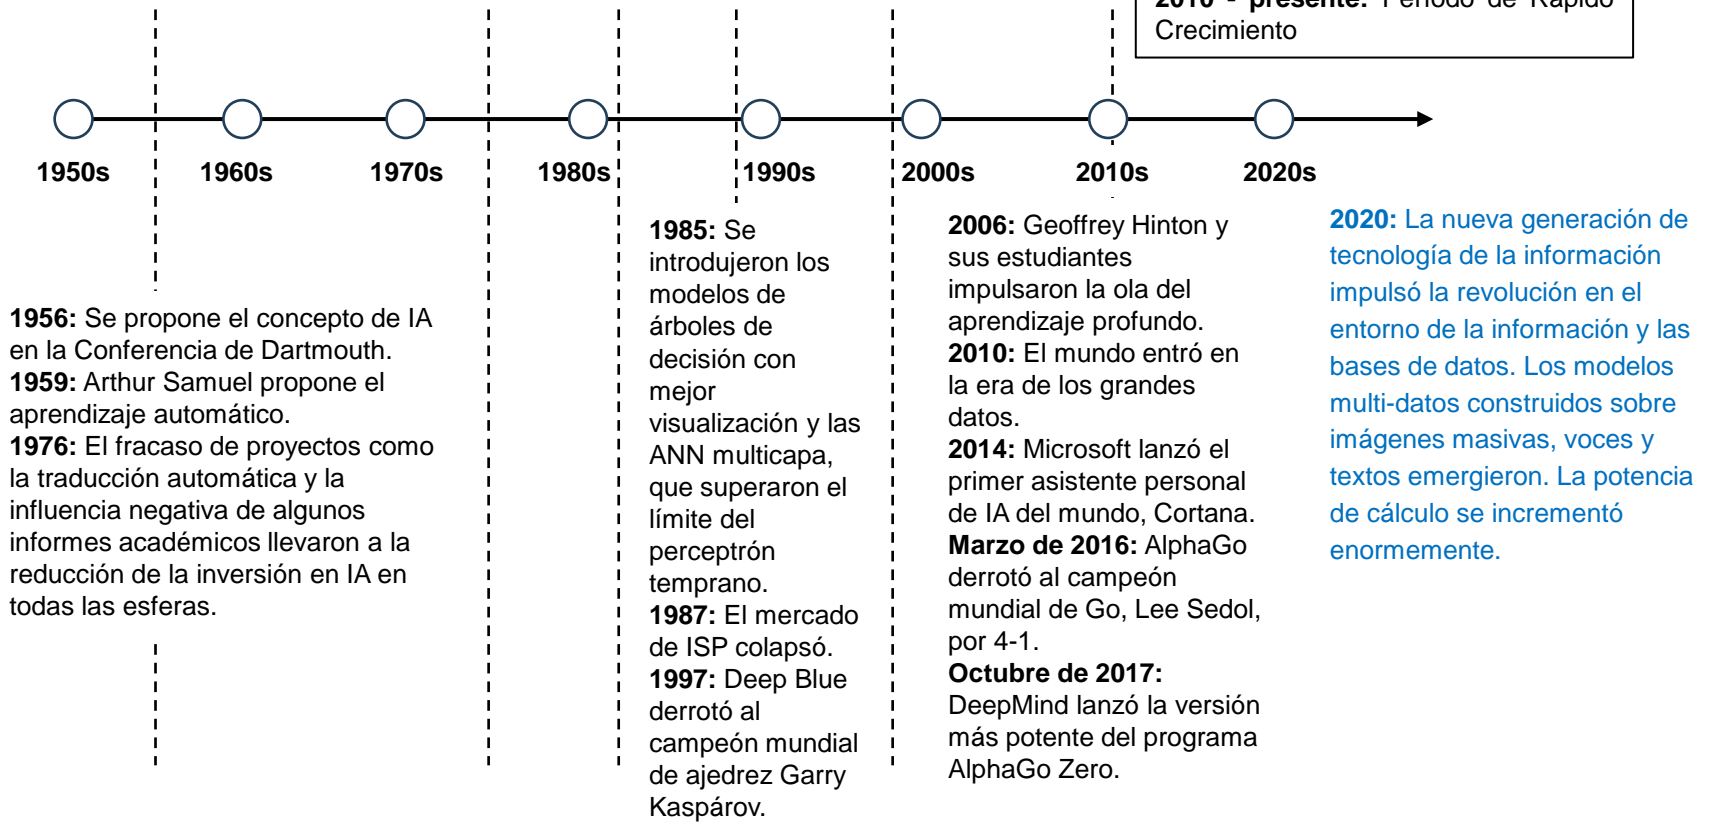 2010 - presente: Período de Rápido
Crecimiento
1950s
1960s
1970s
1980s
1990s
2000s
2010s
2020s
1956: Se propone el concepto de IA
en la Conferencia de Dartmouth.
1959: Arthur Samuel propone el
aprendizaje automático.
1976: El fracaso de proyectos como
la traducción automática y la
influencia negativa de algunos
informes académicos llevaron a la
reducción de la inversión en IA en
todas las esferas.
1985: Se
introdujeron los
modelos de
árboles de
decisión con
mejor
visualización y las
ANN multicapa,
que superaron el
límite del
perceptrón
temprano.
1987: El mercado
de ISP colapsó.
1997: Deep Blue
derrotó al
campeón mundial
de ajedrez Garry
Kaspárov.
2006: Geoffrey Hinton y
sus estudiantes
impulsaron la ola del
aprendizaje profundo.
2010: El mundo entró en
la era de los grandes
datos.
2014: Microsoft lanzó el
primer asistente personal
de IA del mundo, Cortana.
Marzo de 2016: AlphaGo
derrotó al campeón
mundial de Go, Lee Sedol,
por 4-1.
Octubre de 2017:
DeepMind lanzó la versión
más potente del programa
AlphaGo Zero.
2020: La nueva generación de
tecnología de la información
impulsó la revolución en el
entorno de la información y las
bases de datos. Los modelos
multi-datos construidos sobre
imágenes masivas, voces y
textos emergieron. La potencia
de cálculo se incrementó
enormemente.